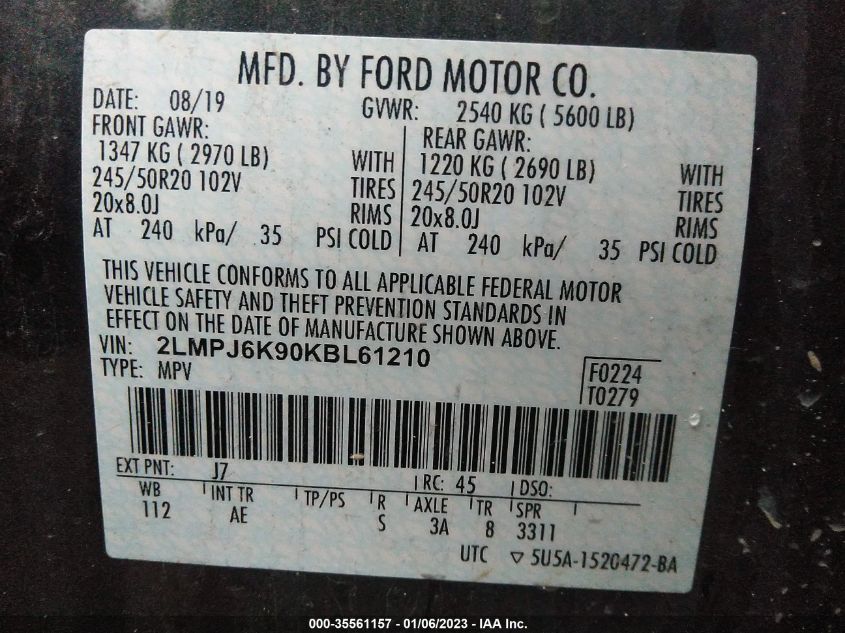 MFD. BY FORD MOTOR CO.
DATE: 08/19 GVWR: 2540 KG ( 5600 LB)
FRONT GAWR: REAR GAWR:
1347 KG ( 2970 LB) WITH 1220 KG ( 2690 LB) WITH
245/50R20 102V TIRES 245/50R20 102V TIRES
20x8.0J RIMS 20x8.0J RIMS
AT 240 kPa/ 35 PSI COLD AT 240 kPa/ 35 PSI COLD
THIS VEHICLE CONFORMS TO ALL APPLICABLE FEDERAL MOTOR
VEHICLE SAFETY AND THEFT PREVENTION STANDARDS IN
EFFECT ON THE DATE OF MANUFACTURE SHOWN ABOVE.
VIN: 2LMPJ6K90KBL61210
TYPE: MPV F0224
T0279
EXT PNT: J7 RC: 45 DSO:
WB INT TR TP/PS R AXLE TR SPR
112 AE S 3A 8 3311
UTC ▽ 5U5A-1520472-BA
000-35561157 - 01/06/2023 - IAA Inc.